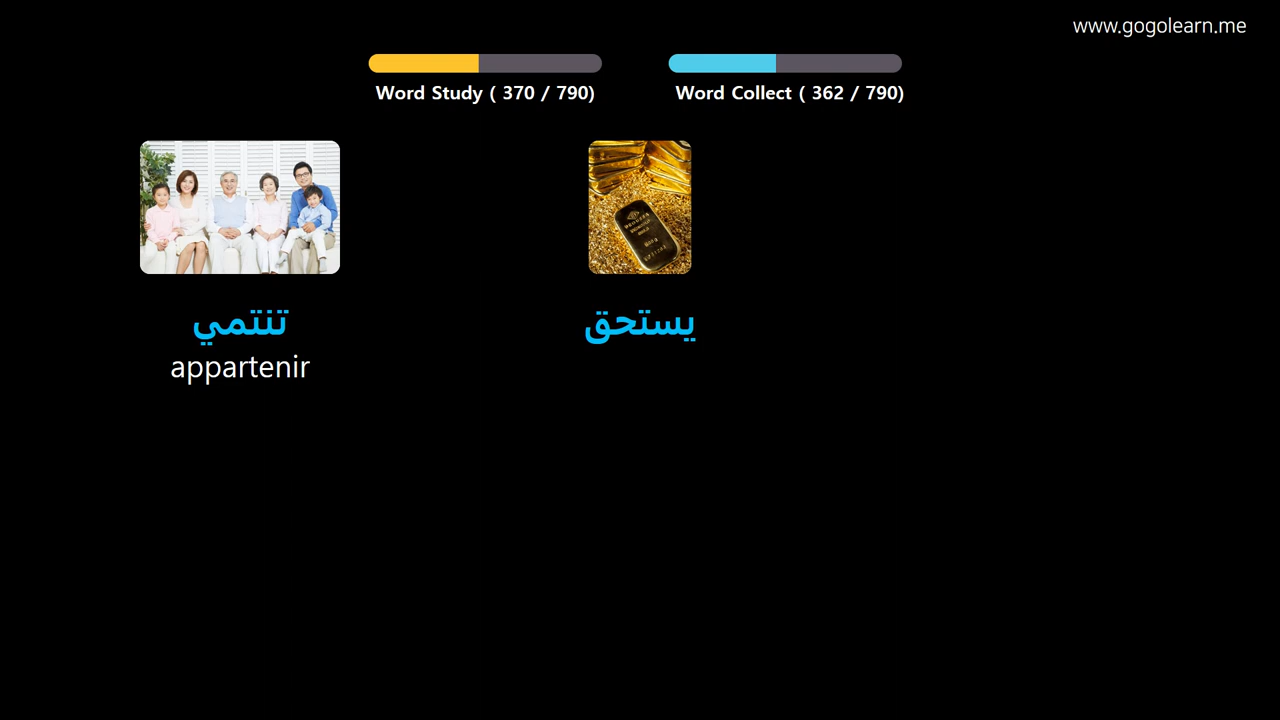 www.gogolearn.me
Word Study ( 370 / 790)
Word Collect ( 362 / 790)
تنتمي
appartenir
يستحق